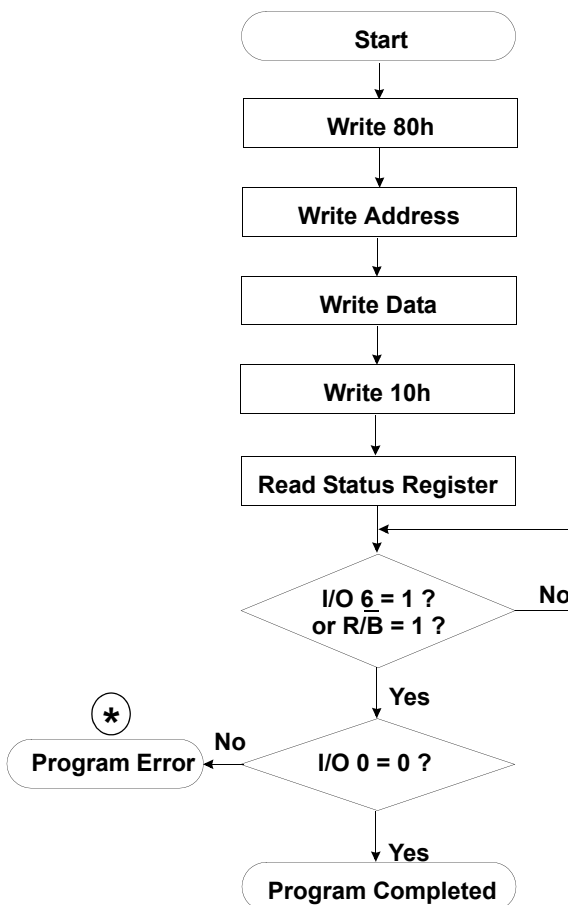 Start
Write 80h
Write Address
Write Data
Write 10h
Read Status Register
I/O 6 = 1 ?
or R/B̅ = 1 ?
No
Yes
*
No
Program Error
I/O 0 = 0 ?
Yes
Program Completed